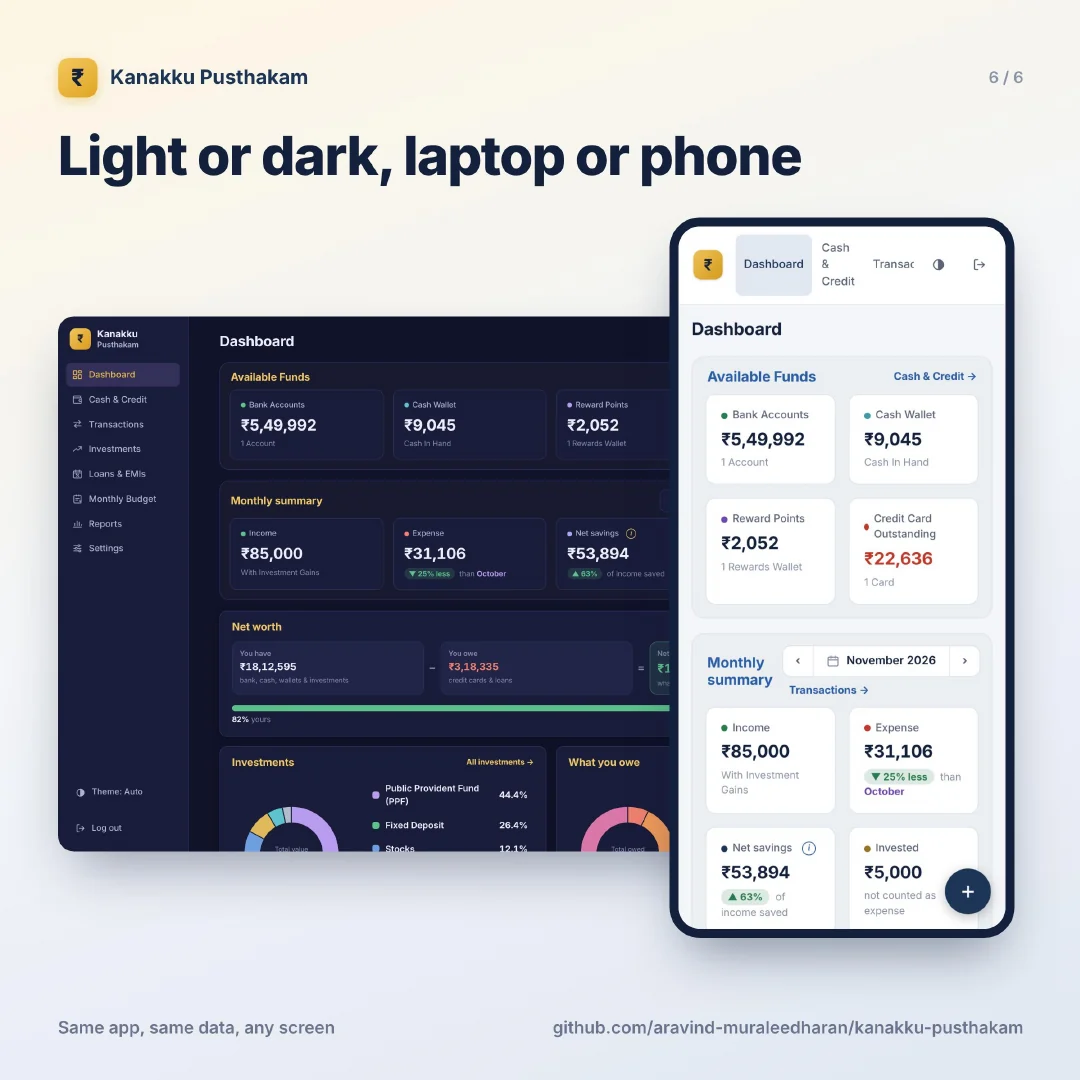 ₹ Kanakku Pusthakam
6 / 6
Light or dark, laptop or phone
₹ Kanakku
Pusthakam
Dashboard
Cash & Credit
Transactions
Investments
Loans & EMIs
Monthly Budget
Reports
Settings
Theme: Auto
Log out
Dashboard
Available Funds
Bank Accounts
₹5,49,992
1 Account
Cash Wallet
₹9,045
Cash In Hand
Reward Points
₹2,052
1 Rewards Wallet
Monthly summary
Income
₹85,000
With Investment Gains
Expense
₹31,106
▼ 25% less than October
Net savings i
₹53,894
▲ 63% of income saved
Net worth
You have
₹18,12,595
bank, cash, wallets & investments
−
You owe
₹3,18,335
credit cards & loans
=
Net
₹1
82% yours
Investments
All investments →
Total value
Public Provident Fund
(PPF)
44.4%
Fixed Deposit
26.4%
Stocks
12.1%
What you owe
Total owed
₹
Dashboard
Cash
&
Credit
Transac
Dashboard
Available Funds
Cash & Credit →
Bank Accounts
₹5,49,992
1 Account
Cash Wallet
₹9,045
Cash In Hand
Reward Points
₹2,052
1 Rewards Wallet
Credit Card
Outstanding
₹22,636
1 Card
Monthly
summary
‹ November 2026 ›
Transactions →
Income
₹85,000
With Investment
Gains
Expense
₹31,106
▼ 25% less than
October
Net savings i
₹53,894
▲ 63% of
income saved
Invested
₹5,000
not counted as
expense
+
Same app, same data, any screen
github.com/aravind-muraleedharan/kanakku-pusthakam